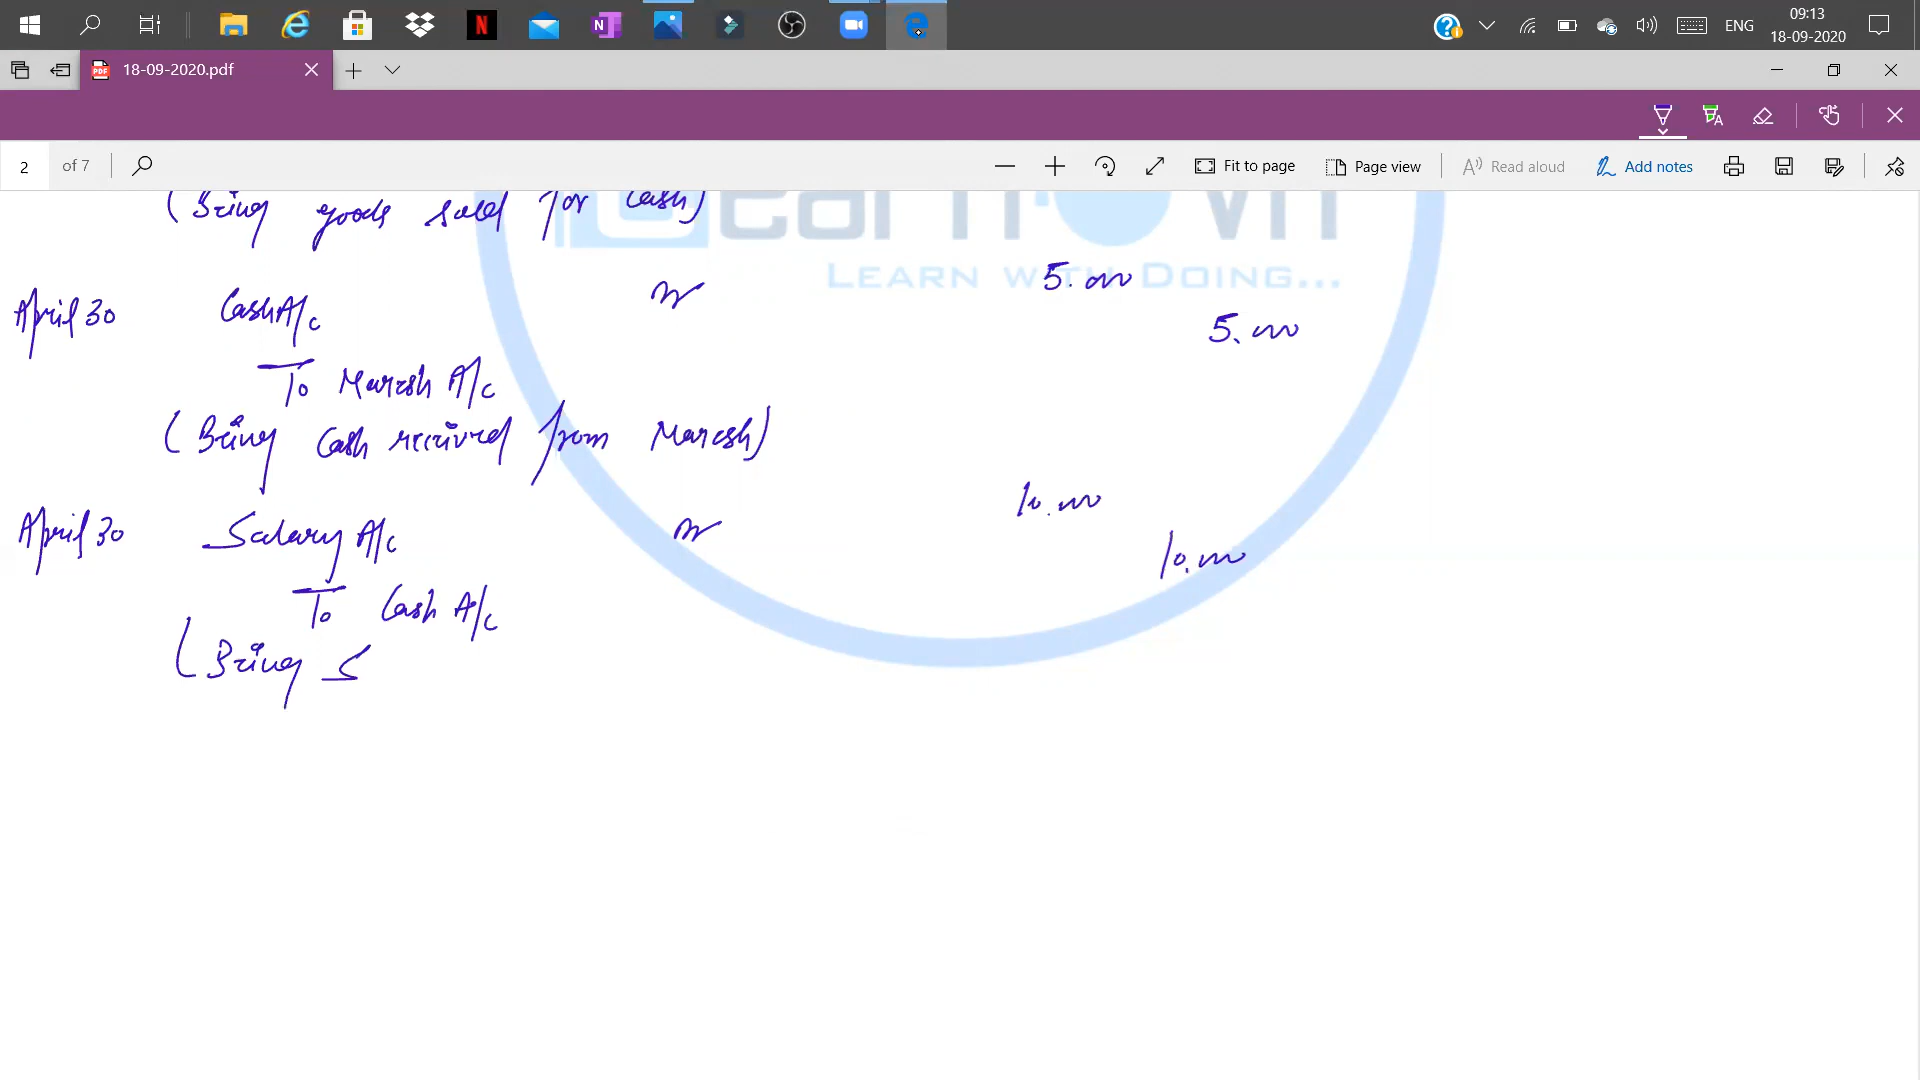 09:13
ENG
18-09-2020
18-09-2020.pdf
2 of 7
Fit to page
Page view
Read aloud
Add notes
LEARN WITH DOING...
(Being goods sold for cash)
April 30 Cash A/c Dr 5.000
To Maresh A/c 5.000
(Being Cash received from Maresh)
April 30 Salary A/c Dr 10.000
To Cash A/c 10.000
(Being S